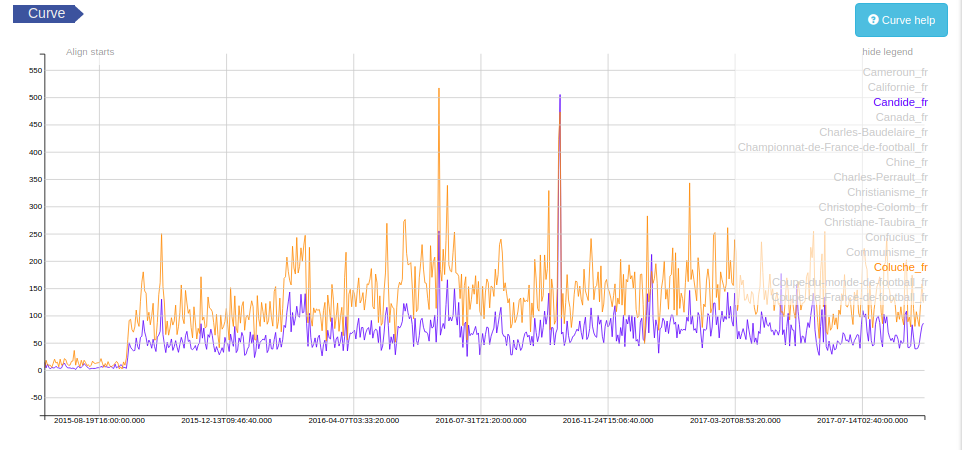 Curve
Curve help
Align starts
hide legend
550
500
450
400
350
300
250
200
150
100
50
0
-50
Cameroun_fr
Californie_fr
Candide_fr
Canada_fr
Charles-Baudelaire_fr
Championnat-de-France-de-football_fr
Chine_fr
Charles-Perrault_fr
Christianisme_fr
Christophe-Colomb_fr
Christiane-Taubira_fr
Confucius_fr
Communisme_fr
Coluche_fr
Coupe-du-monde-de-football_fr
Coupe-de-France-de-football_fr
2015-08-19T16:00:00.000
2015-12-13T09:46:40.000
2016-04-07T03:33:20.000
2016-07-31T21:20:00.000
2016-11-24T15:06:40.000
2017-03-20T08:53:20.000
2017-07-14T02:40:00.000